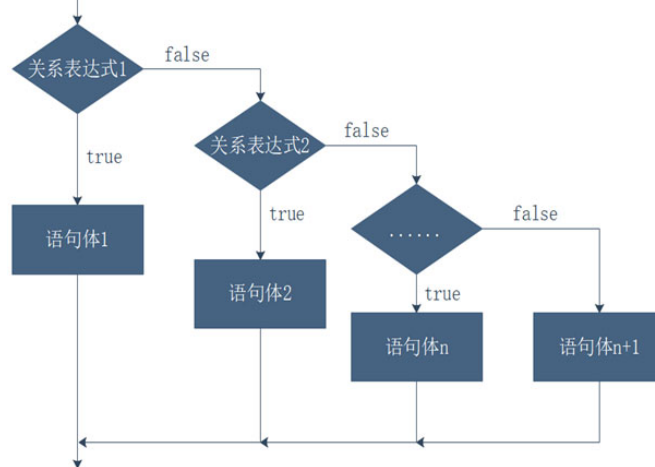 关系表达式1
false
关系表达式2
false
true
......
false
true
语句体1
语句体2
true
语句体n
语句体n+1